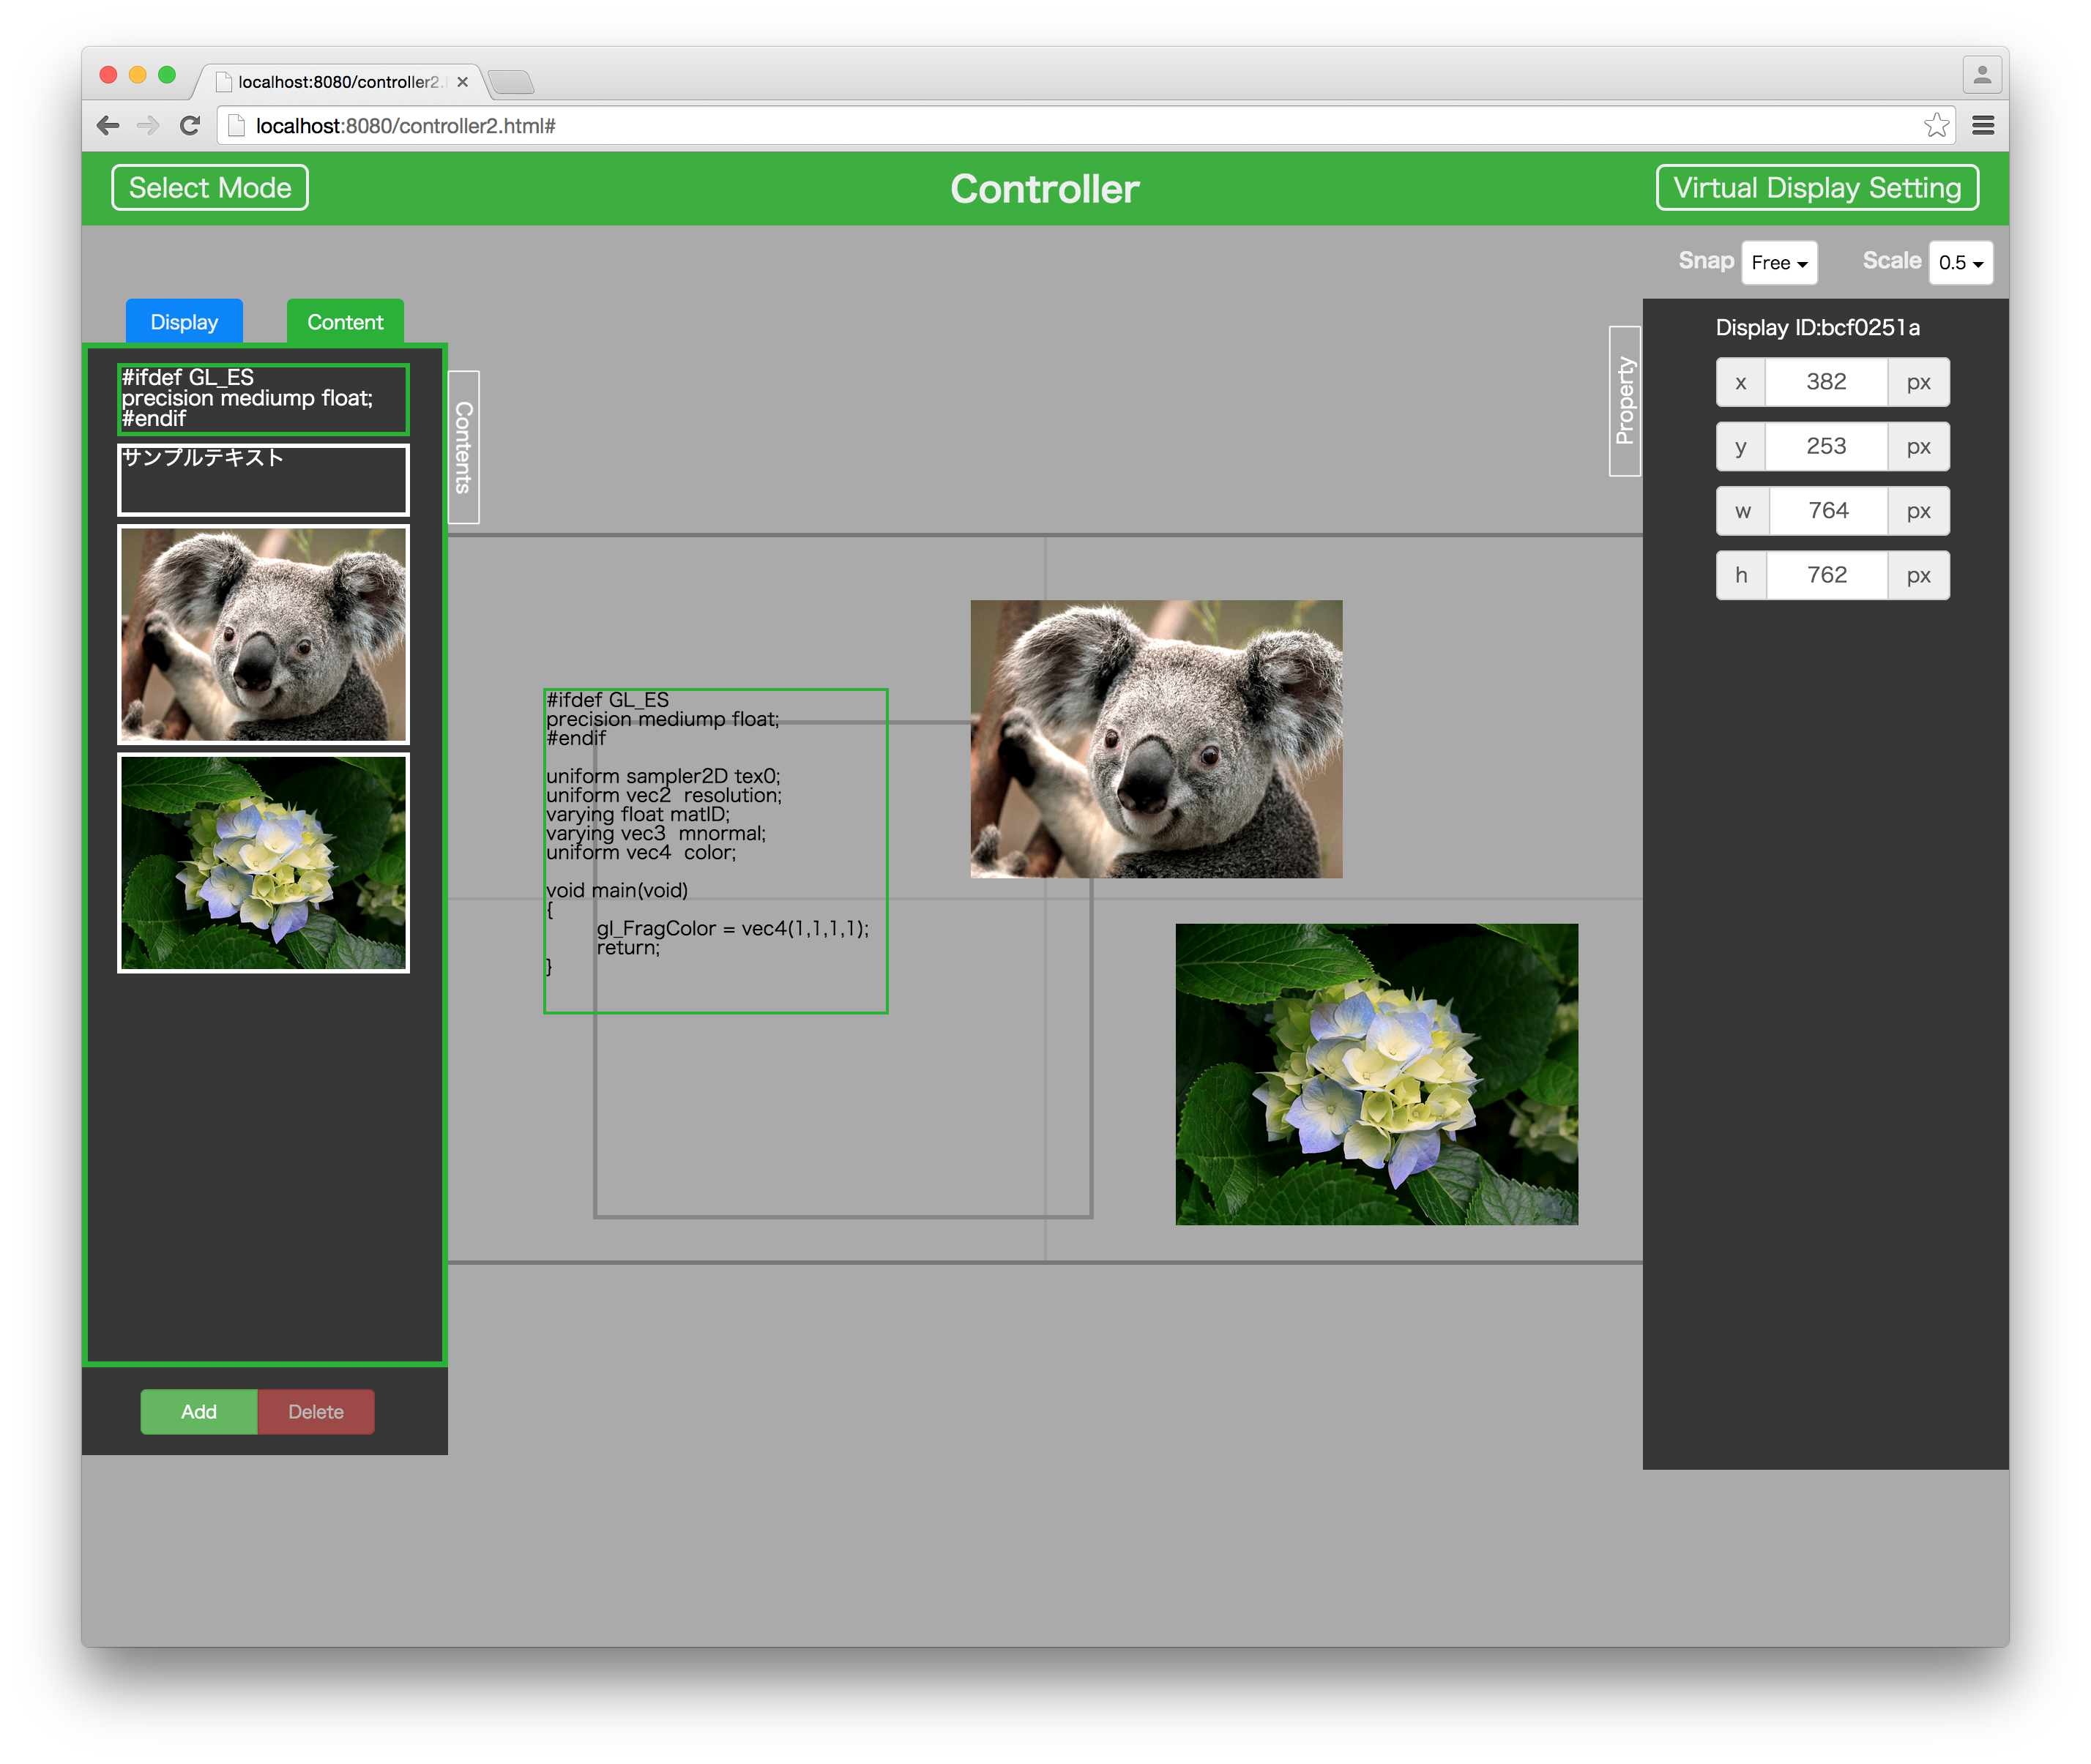 localhost:8080/controller2.
localhost:8080/controller2.html#
Select Mode
Controller
Virtual Display Setting
Snap
Free
Scale
0.5
Display
Content
#ifdef GL_ES
precision mediump float;
#endif
サンプルテキスト
Contents
#ifdef GL_ES
precision mediump float;
#endif
uniform sampler2D tex0;
uniform vec2  resolution;
varying float matID;
varying vec3  mnormal;
uniform vec4  color;
void main(void)
{
gl_FragColor = vec4(1,1,1,1);
return;
}
Property
Display ID:bcf0251a
x 382 px
y 253 px
w 764 px
h 762 px
Add
Delete